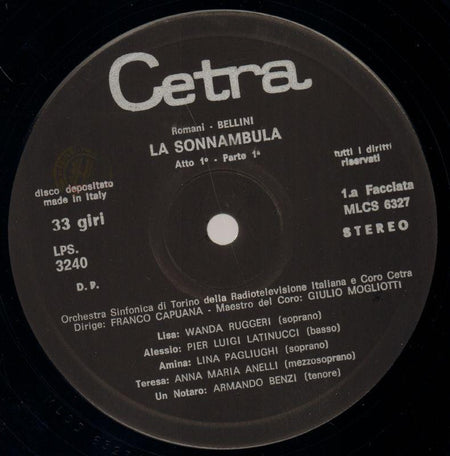 Cetra
Romani - BELLINI
LA SONNAMBULA
Atto 1º - Parte 1ª
disco depositato
made in Italy
33 giri
LPS.
3240
D. P.
tutti i diritti
riservati
1.a Facciata
MLCS 6327
STEREO
Orchestra Sinfonica di Torino della Radiotelevisione Italiana e Coro Cetra
Dirige: FRANCO CAPUANA - Maestro del Coro: GIULIO MOGLIOTTI
Lisa: WANDA RUGGERI (soprano)
Alessio: PIER LUIGI LATINUCCI (basso)
Amina: LINA PAGLIUGHI (soprano)
Teresa: ANNA MARIA ANELLI (mezzosoprano)
Un Notaro: ARMANDO BENZI (tenore)